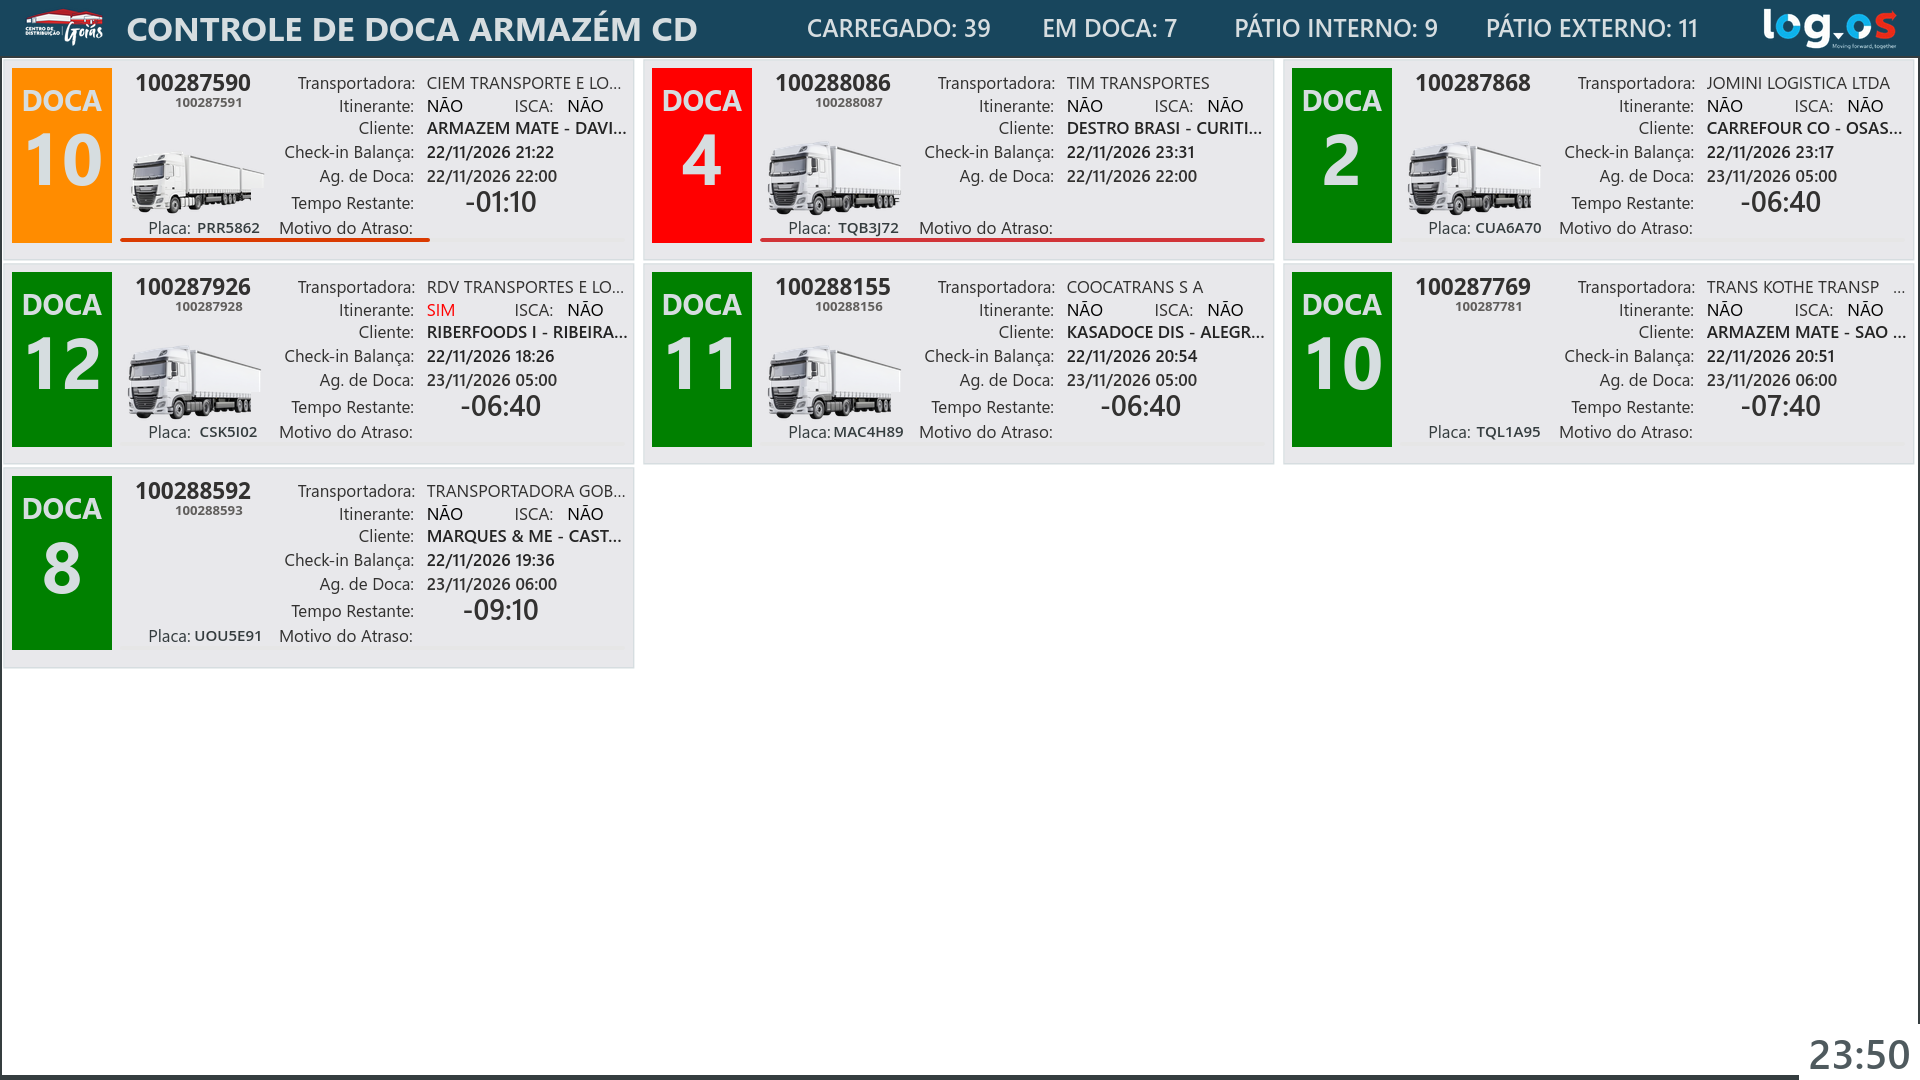 CENTRO DE DISTRIBUIÇÃO Goiás
CONTROLE DE DOCA ARMAZÉM CD
CARREGADO: 39
EM DOCA: 7
PÁTIO INTERNO: 9
PÁTIO EXTERNO: 11
log.os
Moving forward, together
DOCA
10
100287590
100287591
Transportadora: CIEM TRANSPORTE E LO...
Itinerante: NÃO ISCA: NÃO
Cliente: ARMAZEM MATE - DAVI...
Check-in Balança: 22/11/2026 21:22
Ag. de Doca: 22/11/2026 22:00
Tempo Restante: -01:10
Placa: PRR5862 Motivo do Atraso:
DOCA
4
100288086
100288087
Transportadora: TIM TRANSPORTES
Itinerante: NÃO ISCA: NÃO
Cliente: DESTRO BRASI - CURITI...
Check-in Balança: 22/11/2026 23:31
Ag. de Doca: 22/11/2026 22:00
Placa: TQB3J72 Motivo do Atraso:
DOCA
2
100287868
Transportadora: JOMINI LOGISTICA LTDA
Itinerante: NÃO ISCA: NÃO
Cliente: CARREFOUR CO - OSAS...
Check-in Balança: 22/11/2026 23:17
Ag. de Doca: 23/11/2026 05:00
Tempo Restante: -06:40
Placa: CUA6A70 Motivo do Atraso:
DOCA
12
100287926
100287928
Transportadora: RDV TRANSPORTES E LO...
Itinerante: SIM ISCA: NÃO
Cliente: RIBERFOODS I - RIBEIRA...
Check-in Balança: 22/11/2026 18:26
Ag. de Doca: 23/11/2026 05:00
Tempo Restante: -06:40
Placa: CSK5I02 Motivo do Atraso:
DOCA
11
100288155
100288156
Transportadora: COOCATRANS S A
Itinerante: NÃO ISCA: NÃO
Cliente: KASADOCE DIS - ALEGR...
Check-in Balança: 22/11/2026 20:54
Ag. de Doca: 23/11/2026 05:00
Tempo Restante: -06:40
Placa: MAC4H89 Motivo do Atraso:
DOCA
10
100287769
100287781
Transportadora: TRANS KOTHE TRANSP ...
Itinerante: NÃO ISCA: NÃO
Cliente: ARMAZEM MATE - SAO ...
Check-in Balança: 22/11/2026 20:51
Ag. de Doca: 23/11/2026 06:00
Tempo Restante: -07:40
Placa: TQL1A95 Motivo do Atraso:
DOCA
8
100288592
100288593
Transportadora: TRANSPORTADORA GOB...
Itinerante: NÃO ISCA: NÃO
Cliente: MARQUES & ME - CAST...
Check-in Balança: 22/11/2026 19:36
Ag. de Doca: 23/11/2026 06:00
Tempo Restante: -09:10
Placa: UOU5E91 Motivo do Atraso:
23:50